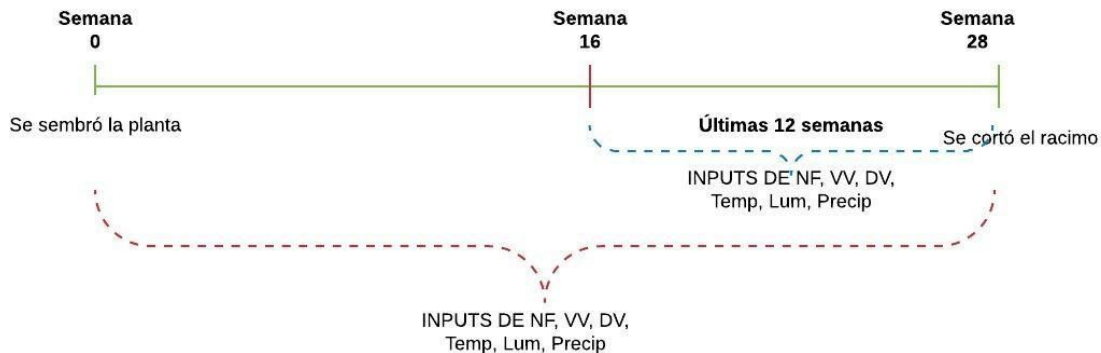 Semana
0
Semana
16
Semana
28
Se sembró la planta
Últimas 12 semanas
Se cortó el racimo
INPUTS DE NF, VV, DV,
Temp, Lum, Precip
INPUTS DE NF, VV, DV,
Temp, Lum, Precip